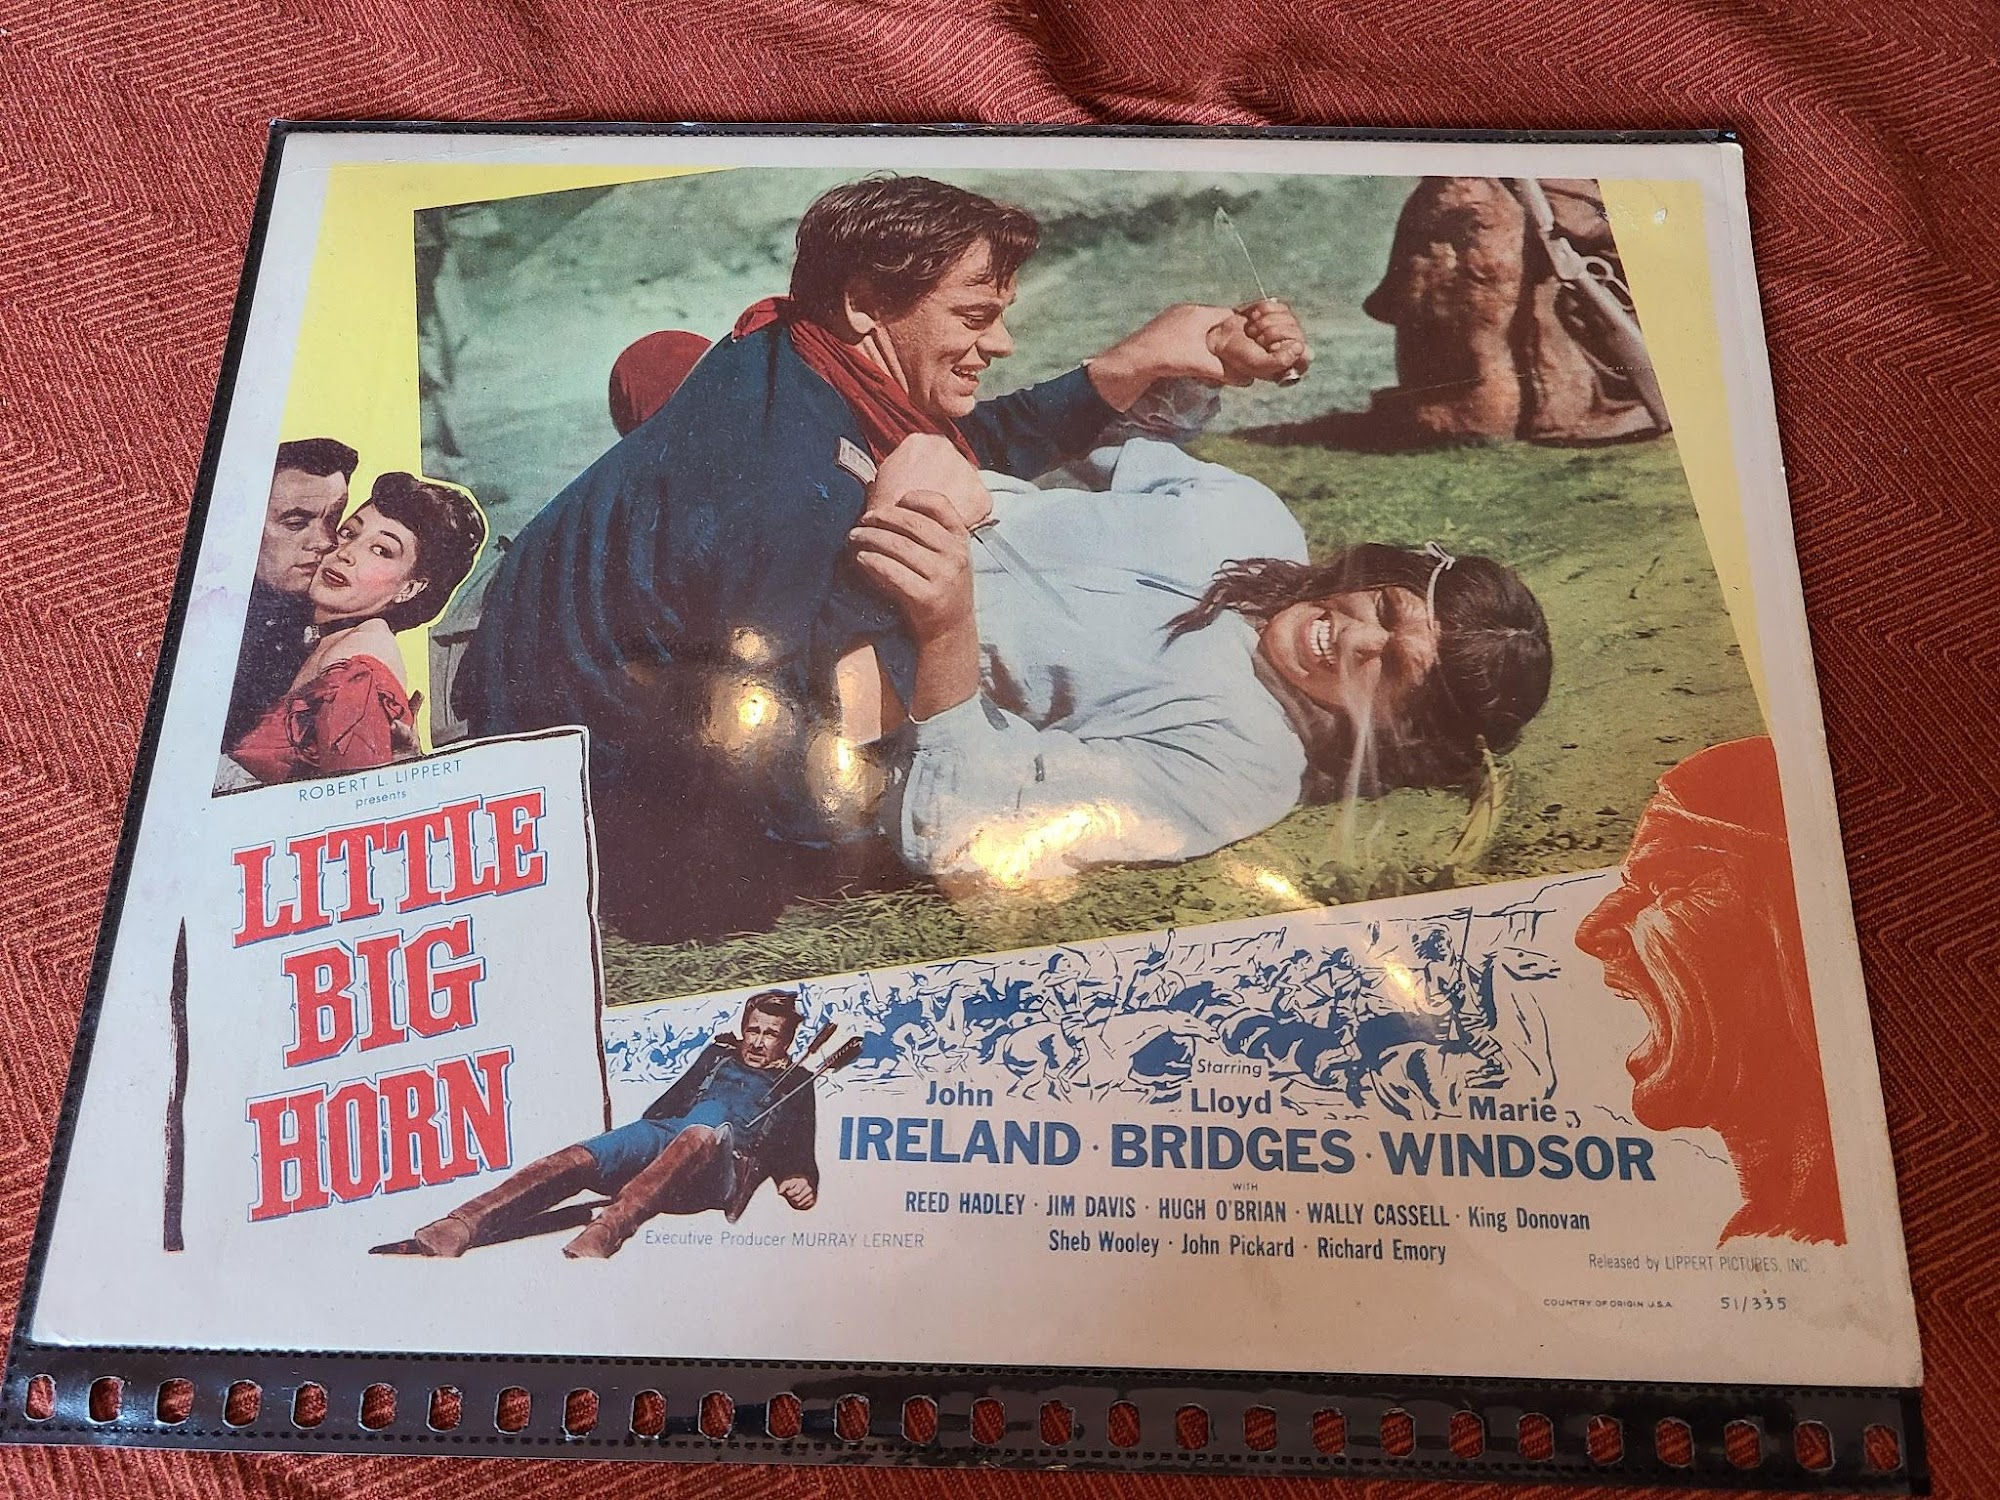 ROBERT L. LIPPERT
presents
LITTLE
BIG
HORN
Starring
John Lloyd Marie
IRELAND · BRIDGES · WINDSOR
WITH
REED HADLEY · JIM DAVIS · HUGH O'BRIAN · WALLY CASSELL · King Donovan
Sheb Wooley · John Pickard · Richard Emory
Executive Producer MURRAY LERNER
Released by LIPPERT PICTURES, INC.
COUNTRY OF ORIGIN U.S.A. 51/335